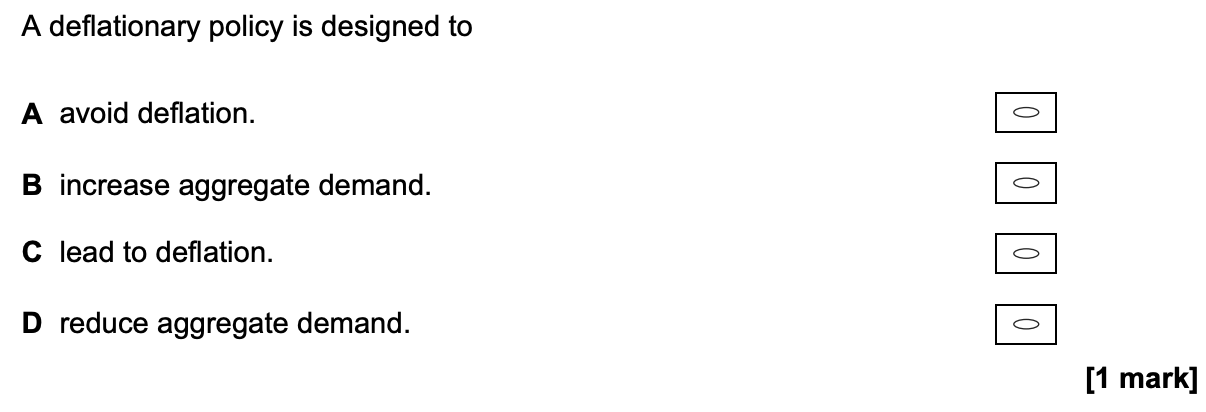 A deflationary policy is designed to
A avoid deflation.
B increase aggregate demand.
C lead to deflation.
D reduce aggregate demand.
[1 mark]